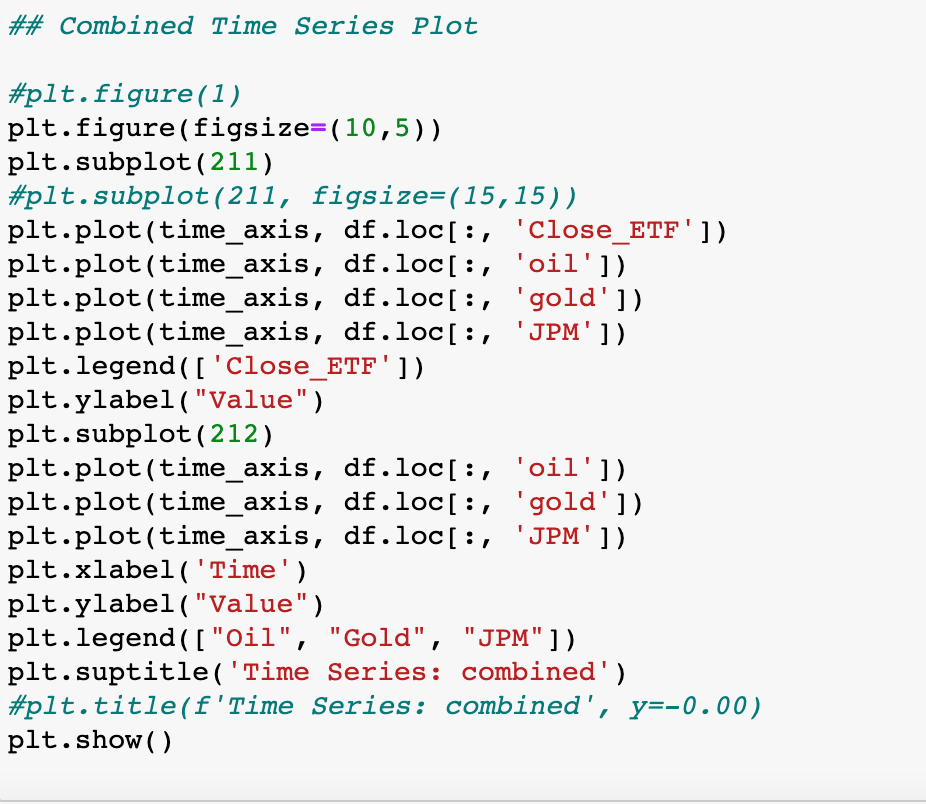 ## Combined Time Series Plot
#plt.figure(1)
plt.figure(figsize=(10,5))
plt.subplot(211)
#plt.subplot(211, figsize=(15,15))
plt.plot(time_axis, df.loc[:, 'Close_ETF'])
plt.plot(time_axis, df.loc[:, 'oil'])
plt.plot(time_axis, df.loc[:, 'gold'])
plt.plot(time_axis, df.loc[:, 'JPM'])
plt.legend(['Close_ETF'])
plt.ylabel("Value")
plt.subplot(212)
plt.plot(time_axis, df.loc[:, 'oil'])
plt.plot(time_axis, df.loc[:, 'gold'])
plt.plot(time_axis, df.loc[:, 'JPM'])
plt.xlabel('Time')
plt.ylabel("Value")
plt.legend(["Oil", "Gold", "JPM"])
plt.suptitle('Time Series: combined')
#plt.title(f'Time Series: combined', y=-0.00)
plt.show()